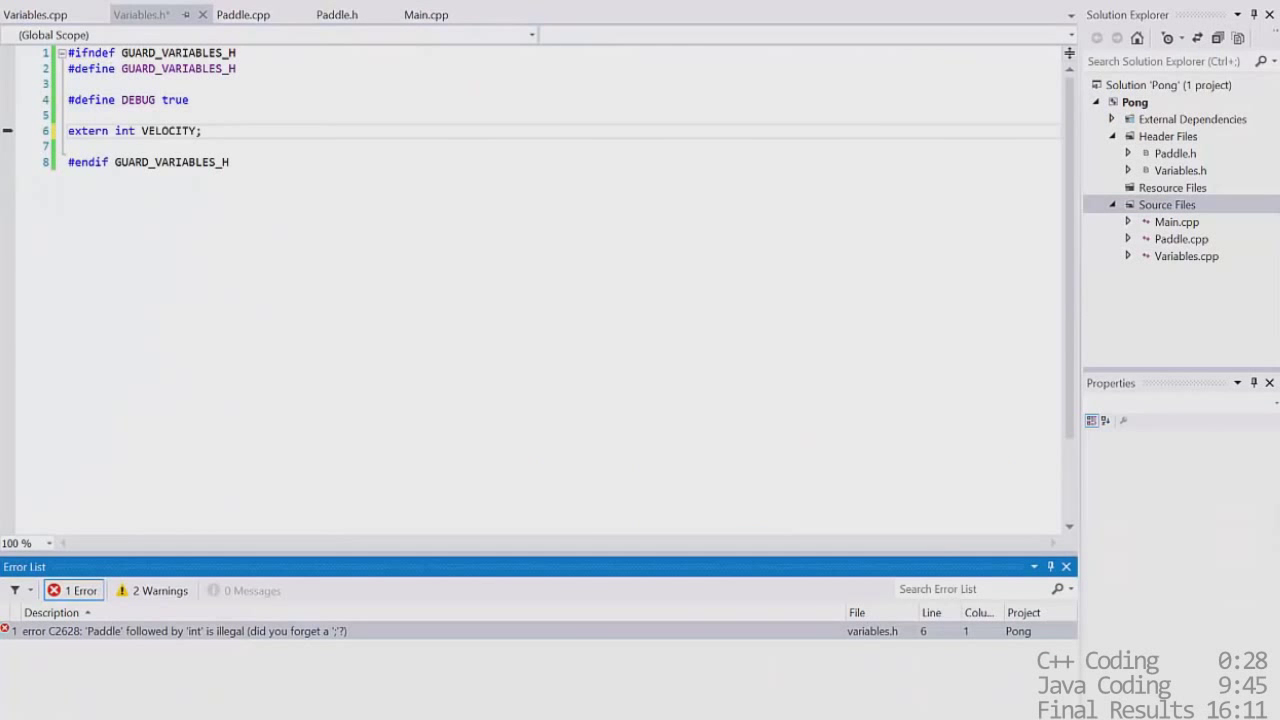 Variables.cpp Variables.h* Paddle.cpp Paddle.h Main.cpp
(Global Scope)
1 #ifndef GUARD_VARIABLES_H
2 #define GUARD_VARIABLES_H
3
4 #define DEBUG true
5
6 extern int VELOCITY;
7
8 #endif GUARD_VARIABLES_H
100 %
Solution Explorer
Search Solution Explorer (Ctrl+;)
Solution 'Pong' (1 project)
Pong
External Dependencies
Header Files
Paddle.h
Variables.h
Resource Files
Source Files
Main.cpp
Paddle.cpp
Variables.cpp
Properties
Error List
1 Error 2 Warnings 0 Messages Search Error List
Description File Line Colu... Project
1 error C2628: 'Paddle' followed by 'int' is illegal (did you forget a ';'?) variables.h 6 1 Pong
C++ Coding 0:28
Java Coding 9:45
Final Results 16:11